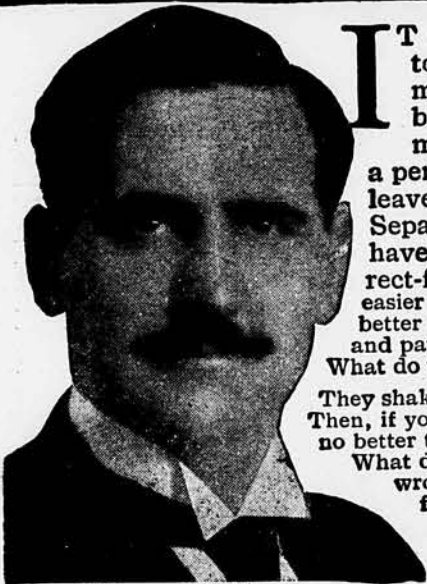 IT
to
m
b
m
a per
leave
Sepa
have
rect-f
easier
better
and pa
What do
They shak
Then, if yo
no better t
What d
wro
f